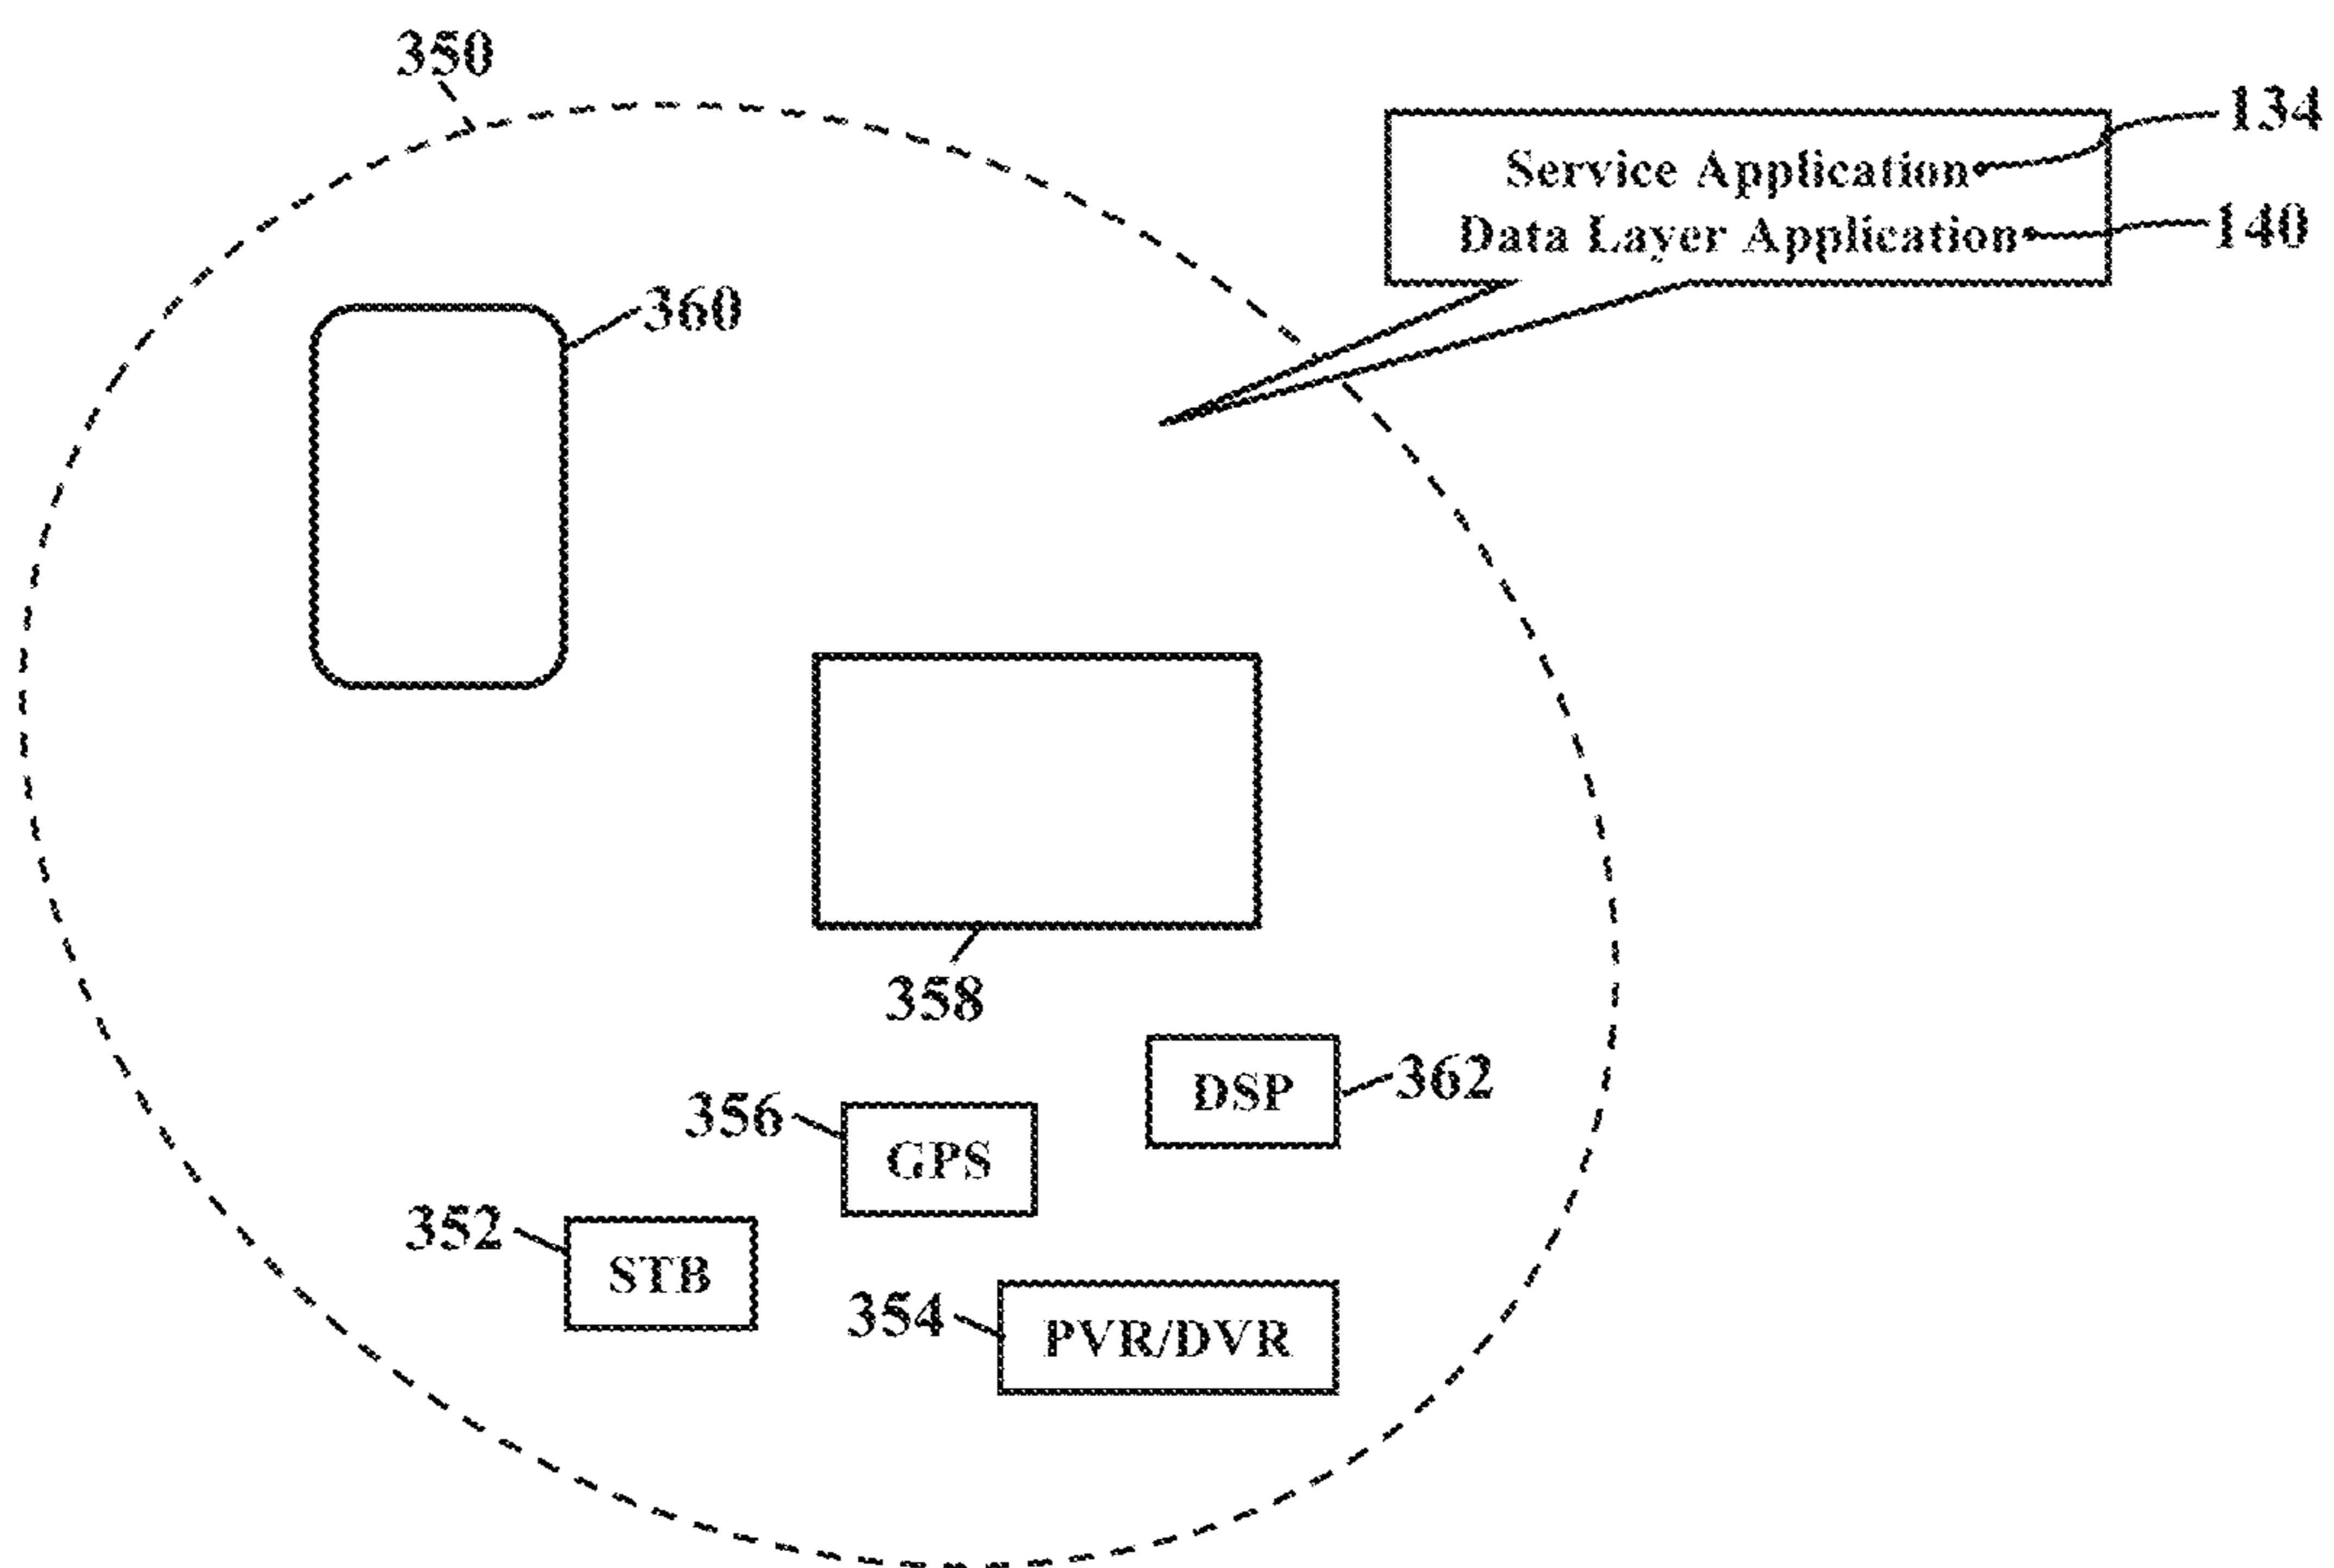 350
134
Service Application
Data Layer Application
140
360
358
DSP
362
356
GPS
352
STB
354
PVR/DVR